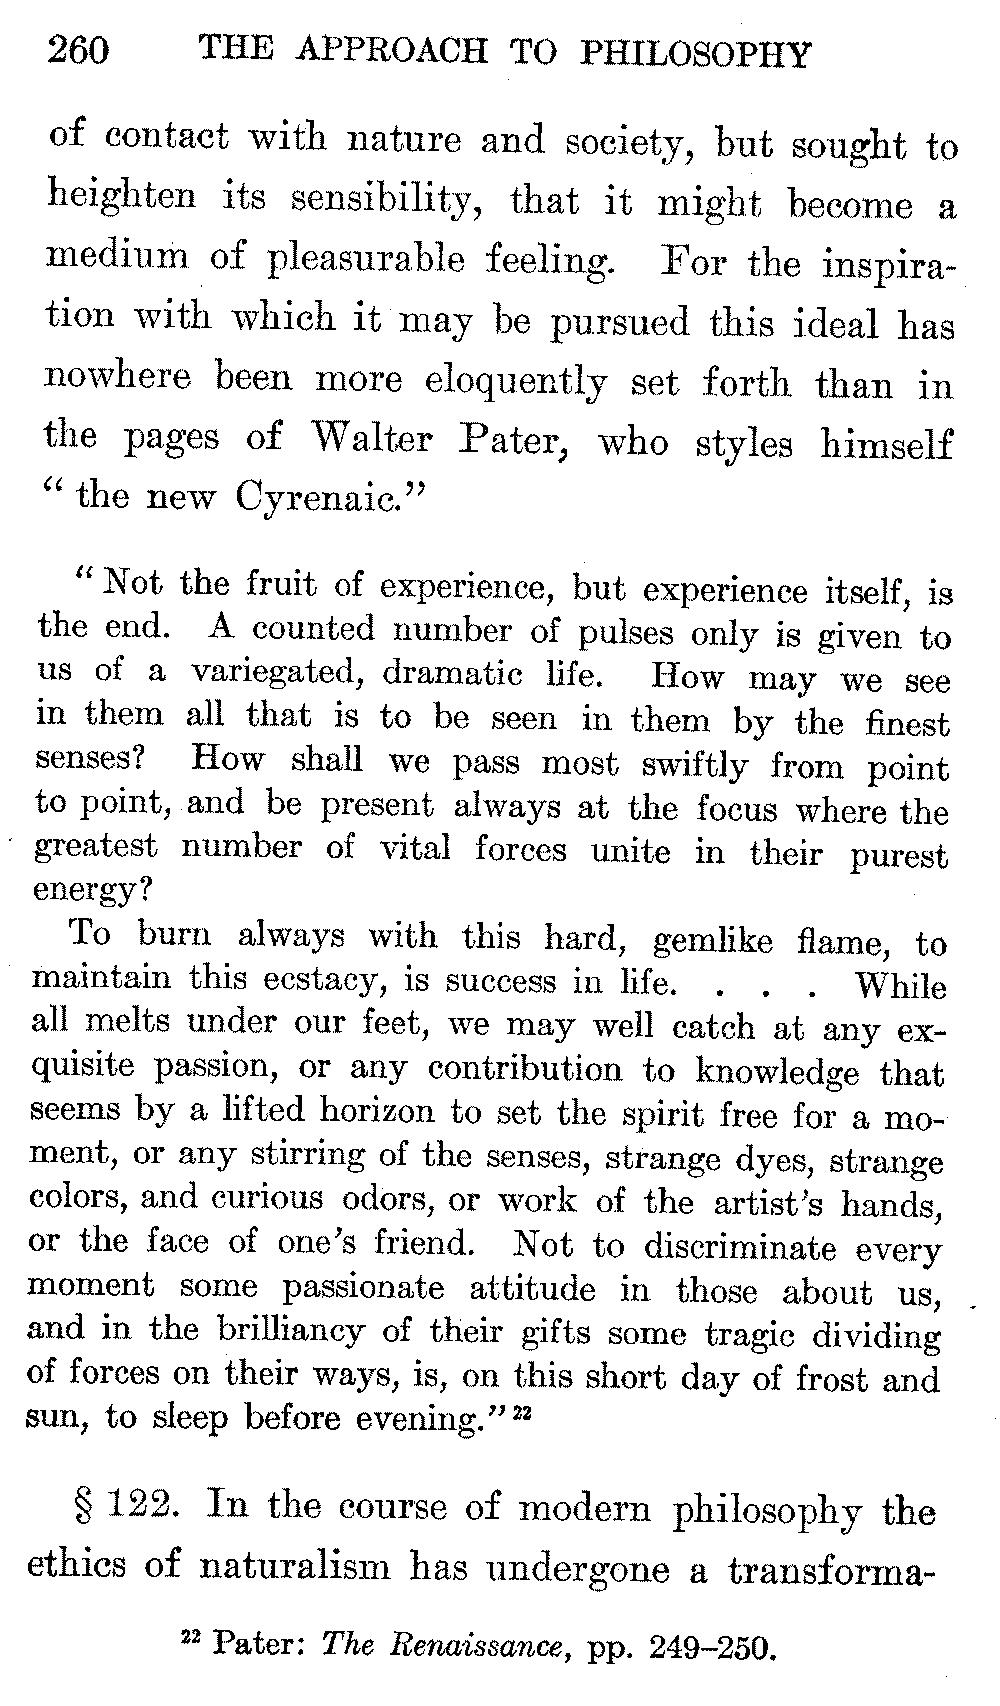 260 THE APPROACH TO PHILOSOPHY
of contact with nature and society, but sought to
heighten its sensibility, that it might become a
medium of pleasurable feeling. For the inspira-
tion with which it may be pursued this ideal has
nowhere been more eloquently set forth than in
the pages of Walter Pater, who styles himself
“ the new Cyrenaic.”
“ Not the fruit of experience, but experience itself, is
the end. A counted number of pulses only is given to
us of a variegated, dramatic life. How may we see
in them all that is to be seen in them by the finest
senses? How shall we pass most swiftly from point
to point, and be present always at the focus where the
greatest number of vital forces unite in their purest
energy?
To burn always with this hard, gemlike flame, to
maintain this ecstacy, is success in life. . . . While
all melts under our feet, we may well catch at any ex-
quisite passion, or any contribution to knowledge that
seems by a lifted horizon to set the spirit free for a mo-
ment, or any stirring of the senses, strange dyes, strange
colors, and curious odors, or work of the artist's hands,
or the face of one's friend. Not to discriminate every
moment some passionate attitude in those about us,
and in the brilliancy of their gifts some tragic dividing
of forces on their ways, is, on this short day of frost and
sun, to sleep before evening.” 22
§ 122. In the course of modern philosophy the
ethics of naturalism has undergone a transforma-
22 Pater: The Renaissance, pp. 249–250.